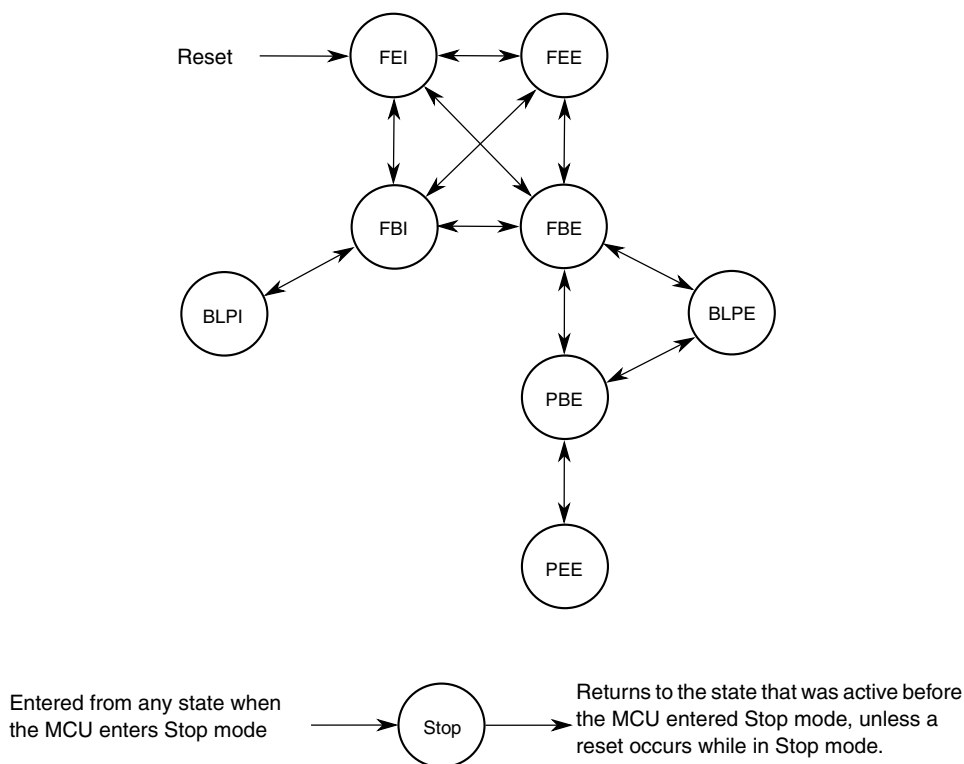 Reset
FEI
FEE
FBI
FBE
BLPI
BLPE
PBE
PEE
Entered from any state when
the MCU enters Stop mode
Stop
Returns to the state that was active before
the MCU entered Stop mode, unless a
reset occurs while in Stop mode.